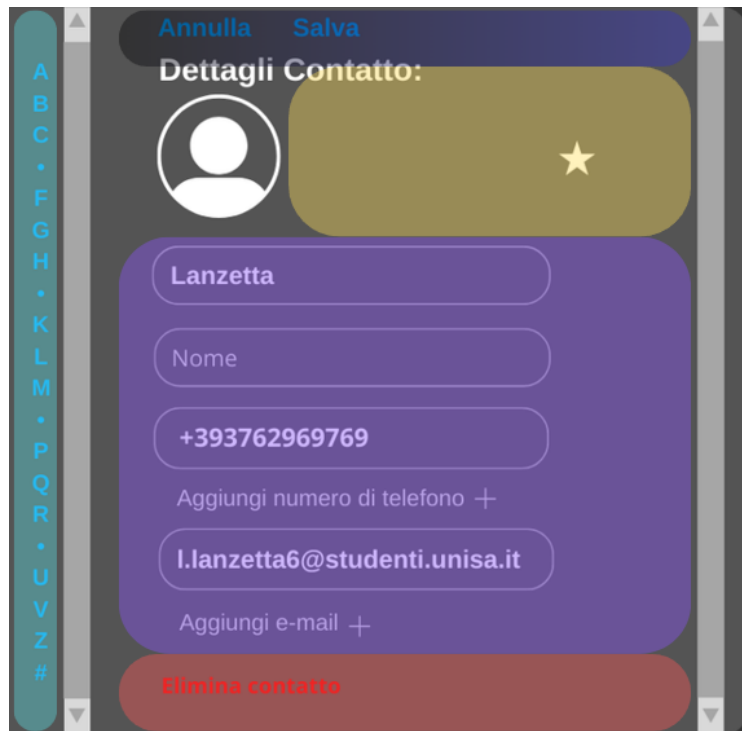 Annulla Salva
Dettagli Contatto:
A
B
C
•
F
G
H
•
K
L
M
•
P
Q
R
•
U
V
Z
#
Lanzetta
Nome
+393762969769
Aggiungi numero di telefono +
l.lanzetta6@studenti.unisa.it
Aggiungi e-mail +
Elimina contatto